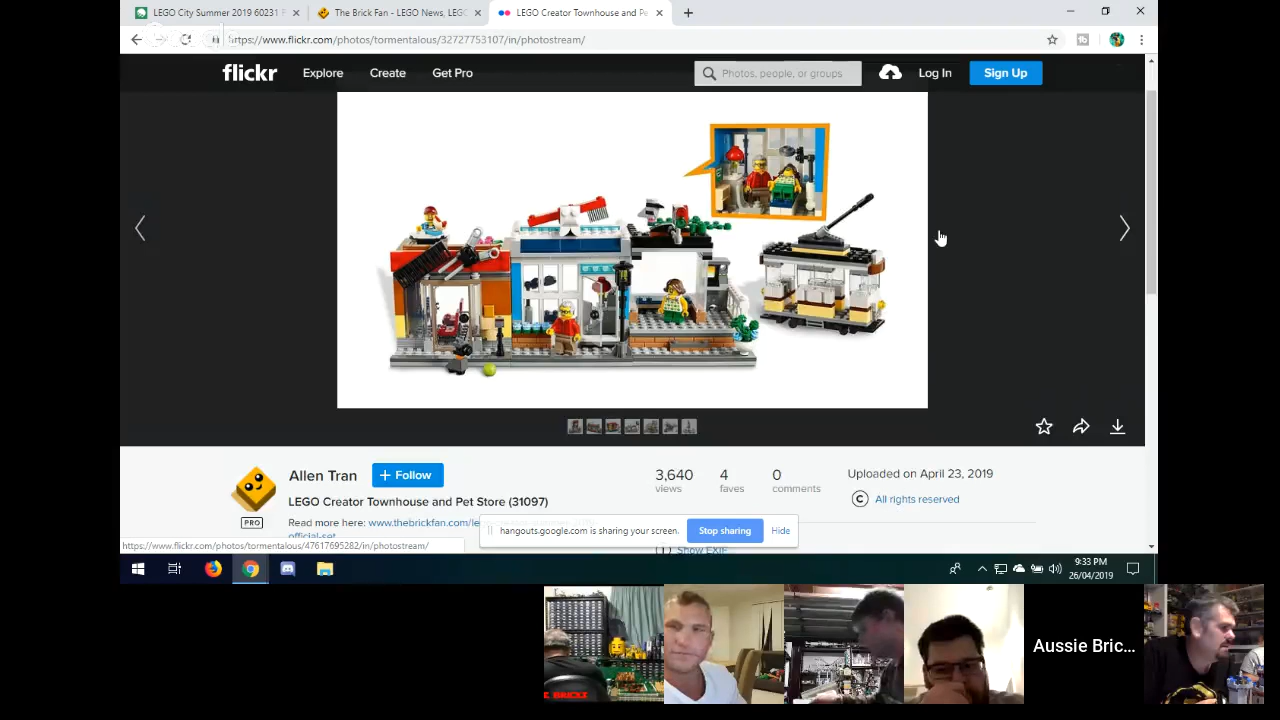 LEGO City Summer 2019 60231 F
The Brick Fan - LEGO News, LEGO
LEGO Creator Townhouse and Pe
https://www.flickr.com/photos/tormentalous/32727753107/in/photostream/
flickr
Explore
Create
Get Pro
Photos, people, or groups
Log In
Sign Up
Allen Tran
+ Follow
PRO
LEGO Creator Townhouse and Pet Store (31097)
Read more here: www.thebrickfan.com/le
official-set
3,640
views
4
faves
0
comments
Uploaded on April 23, 2019
All rights reserved
Show EXIF
hangouts.google.com is sharing your screen.
Stop sharing
Hide
https://www.flickr.com/photos/tormentalous/47617695282/in/photostream/
9:33 PM
26/04/2019
Aussie Bric...